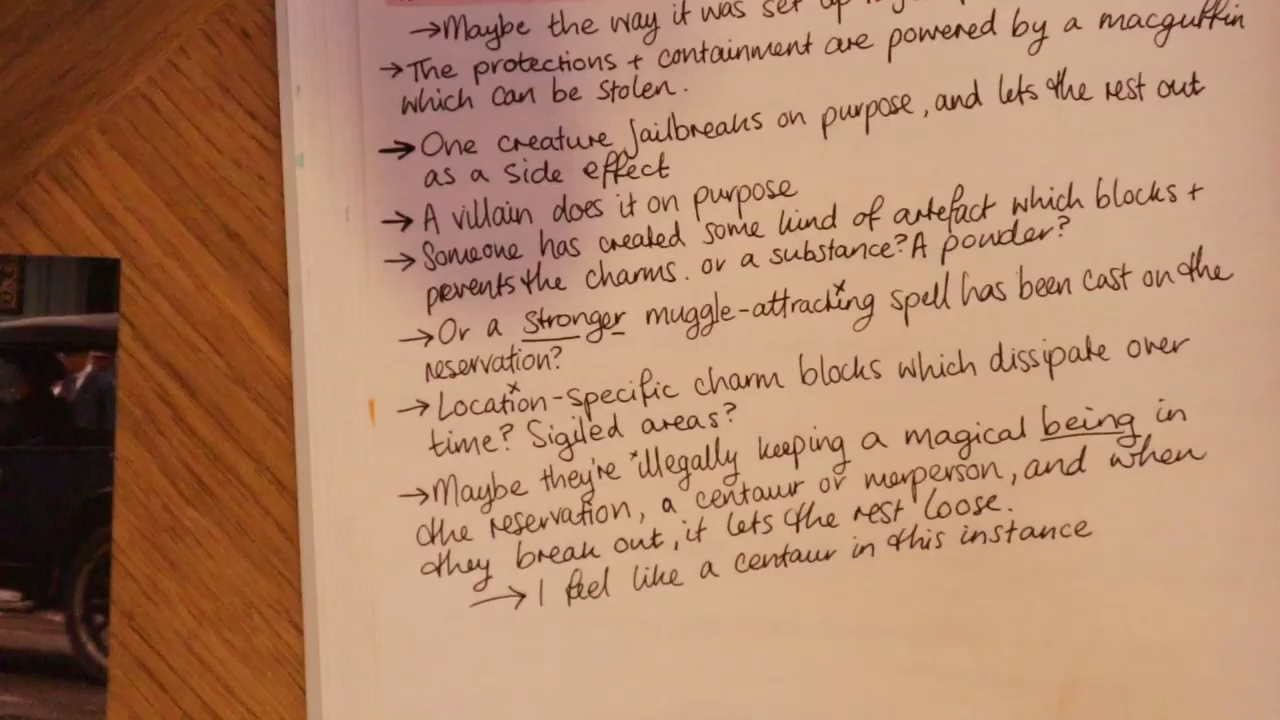 →Maybe the way it was set up
→The protections + containment are powered by a macguffin
which can be stolen.
→One creature jailbreaks on purpose, and lets the rest out
as a side effect
→A villain does it on purpose
→Someone has created some kind of artefact which blocks +
prevents the charms. or a substance? A powder?
→Or a stronger muggle-attracting spell has been cast on the
reservation?
→Location-specific charm blocks which dissipate over
time? Sigiled areas?
→Maybe they're illegally keeping a magical being in
the reservation, a centaur or merperson, and when
they break out, it lets the rest loose.
→I feel like a centaur in this instance